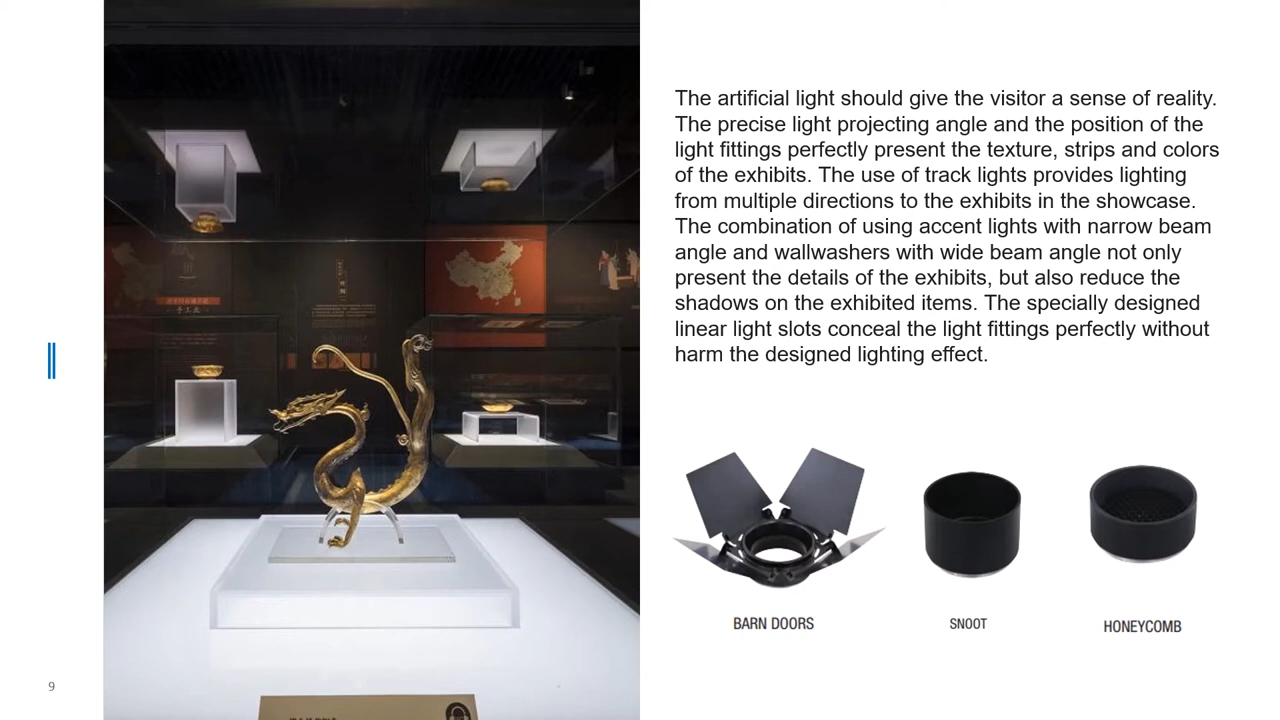 The artificial light should give the visitor a sense of reality.
The precise light projecting angle and the position of the
light fittings perfectly present the texture, strips and colors
of the exhibits. The use of track lights provides lighting
from multiple directions to the exhibits in the showcase.
The combination of using accent lights with narrow beam
angle and wallwashers with wide beam angle not only
present the details of the exhibits, but also reduce the
shadows on the exhibited items. The specially designed
linear light slots conceal the light fittings perfectly without
harm the designed lighting effect.
BARN DOORS
SNOOT
HONEYCOMB
9